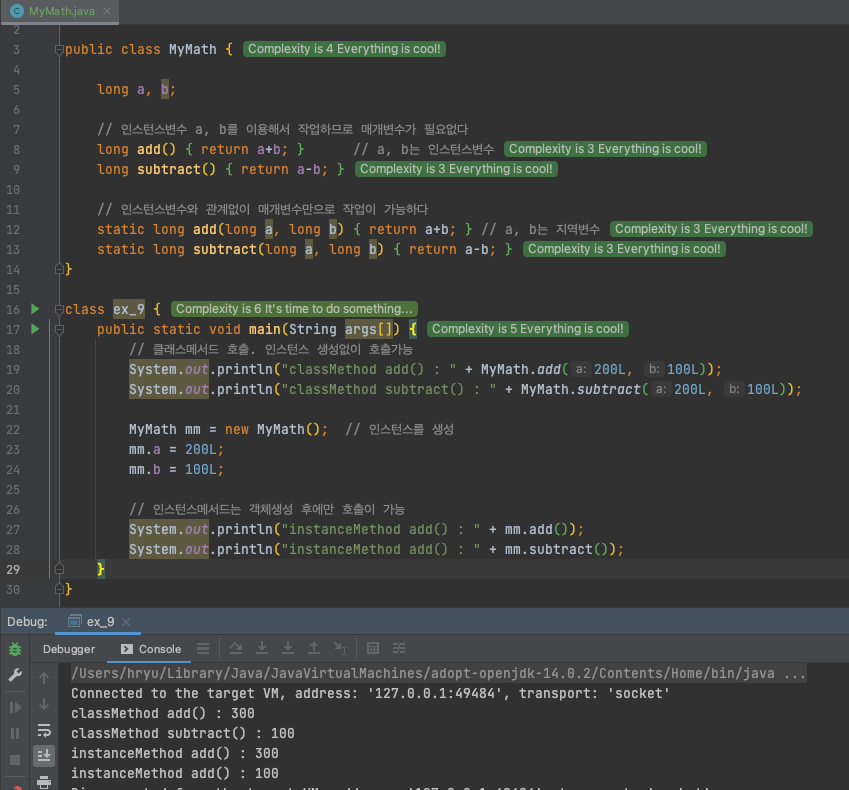 MyMath.java
2
3 public class MyMath { Complexity is 4 Everything is cool!
4
5 long a, b;
6
7 // 인스턴스변수 a, b를 이용해서 작업하므로 매개변수가 필요없다
8 long add() { return a+b; } // a, b는 인스턴스변수 Complexity is 3 Everything is cool!
9 long subtract() { return a-b; } Complexity is 3 Everything is cool!
10
11 // 인스턴스변수와 관계없이 매개변수만으로 작업이 가능하다
12 static long add(long a, long b) { return a+b; } // a, b는 지역변수 Complexity is 3 Everything is cool!
13 static long subtract(long a, long b) { return a-b; } Complexity is 3 Everything is cool!
14 }
15
16 class ex_9 { Complexity is 6 It's time to do something...
17 public static void main(String args[]) { Complexity is 5 Everything is cool!
18 // 클래스메서드 호출. 인스턴스 생성없이 호출가능
19 System.out.println("classMethod add() : " + MyMath.add( a: 200L, b: 100L));
20 System.out.println("classMethod subtract() : " + MyMath.subtract( a: 200L, b: 100L));
21
22 MyMath mm = new MyMath(); // 인스턴스를 생성
23 mm.a = 200L;
24 mm.b = 100L;
25
26 // 인스턴스메서드는 객체생성 후에만 호출이 가능
27 System.out.println("instanceMethod add() : " + mm.add());
28 System.out.println("instanceMethod add() : " + mm.subtract());
29 }
30 }
Debug: ex_9
Debugger Console
/Users/hryu/Library/Java/JavaVirtualMachines/adopt-openjdk-14.0.2/Contents/Home/bin/java ...
Connected to the target VM, address: '127.0.0.1:49484', transport: 'socket'
classMethod add() : 300
classMethod subtract() : 100
instanceMethod add() : 300
instanceMethod add() : 100